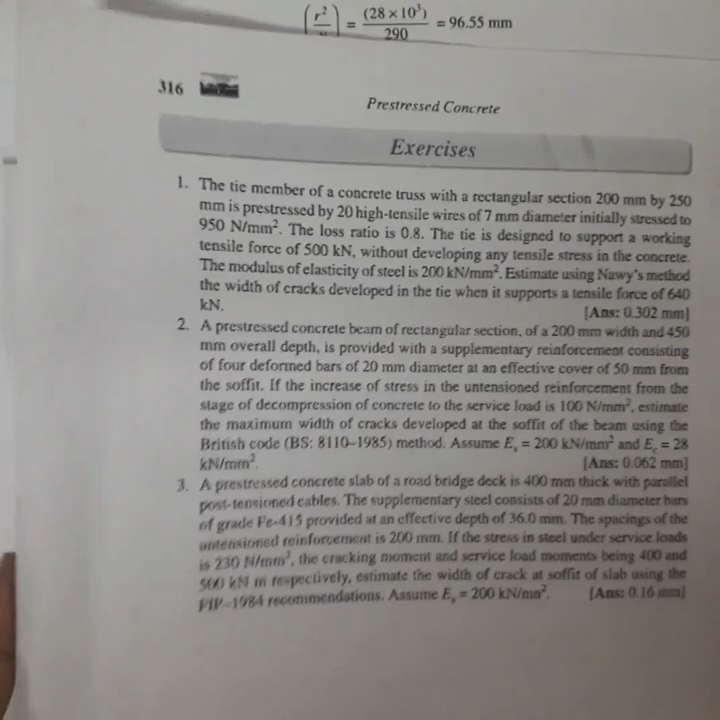 (r²) = (28 × 10³) / 290 = 96.55 mm
316
Prestressed Concrete
Exercises
1. The tie member of a concrete truss with a rectangular section 200 mm by 250
mm is prestressed by 20 high-tensile wires of 7 mm diameter initially stressed to
950 N/mm². The loss ratio is 0.8. The tie is designed to support a working
tensile force of 500 kN, without developing any tensile stress in the concrete.
The modulus of elasticity of steel is 200 kN/mm². Estimate using Nawy's method
the width of cracks developed in the tie when it supports a tensile force of 640
kN. [Ans: 0.302 mm]
2. A prestressed concrete beam of rectangular section, of a 200 mm width and 450
mm overall depth, is provided with a supplementary reinforcement consisting
of four deformed bars of 20 mm diameter at an effective cover of 50 mm from
the soffit. If the increase of stress in the untensioned reinforcement from the
stage of decompression of concrete to the service load is 100 N/mm², estimate
the maximum width of cracks developed at the soffit of the beam using the
British code (BS: 8110-1985) method. Assume Eₛ = 200 kN/mm² and E꜀ = 28
kN/mm². [Ans: 0.062 mm]
3. A prestressed concrete slab of a road bridge deck is 400 mm thick with parallel
post-tensioned cables. The supplementary steel consists of 20 mm diameter bars
of grade Fe-415 provided at an effective depth of 36.0 mm. The spacings of the
untensioned reinforcement is 200 mm. If the stress in steel under service loads
is 230 N/mm², the cracking moment and service load moments being 400 and
500 kN m respectively, estimate the width of crack at soffit of slab using the
FIP-1984 recommendations. Assume Eₛ = 200 kN/mm². [Ans: 0.16 mm]